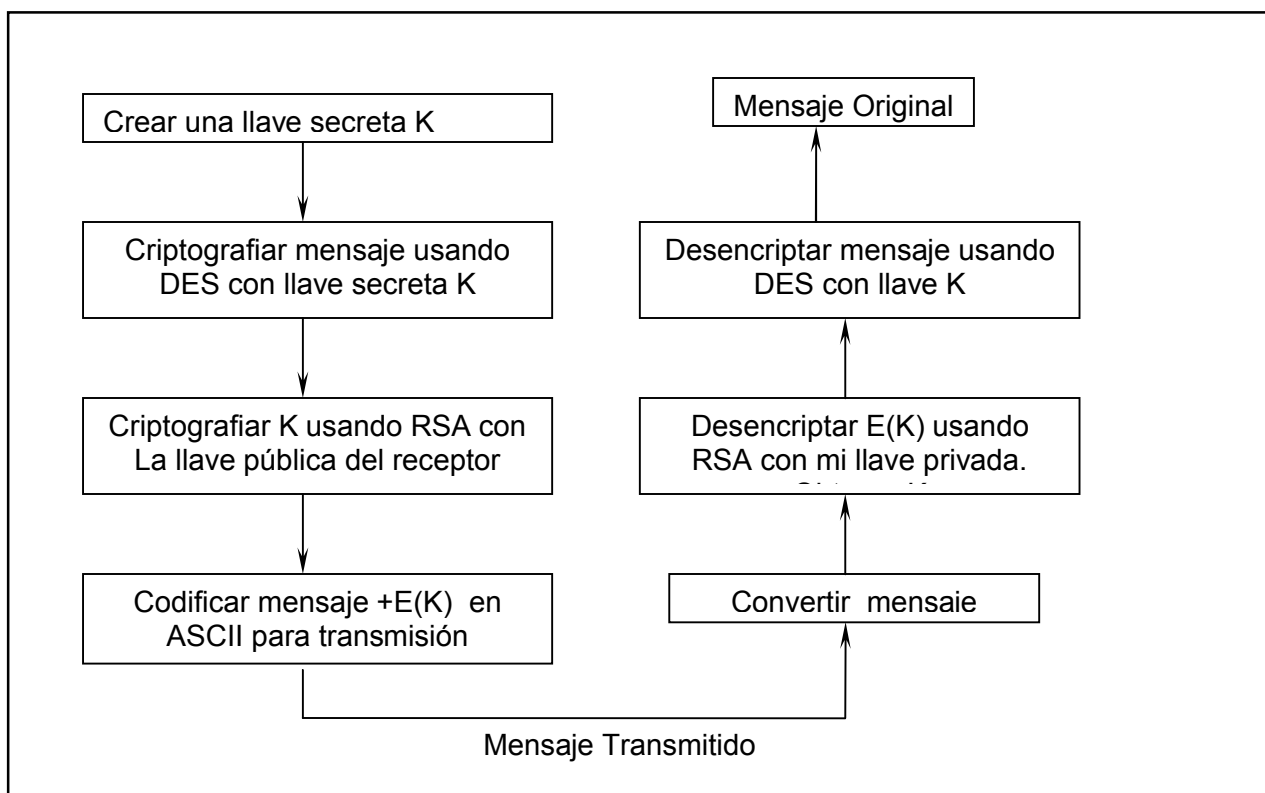 Crear una llave secreta K
Criptografiar mensaje usando
DES con llave secreta K
Criptografiar K usando RSA con
La llave pública del receptor
Codificar mensaje +E(K) en
ASCII para transmisión
Mensaje Transmitido
Convertir mensaje
Desencriptar E(K) usando
RSA con mi llave privada.
Desencriptar mensaje usando
DES con llave K
Mensaje Original